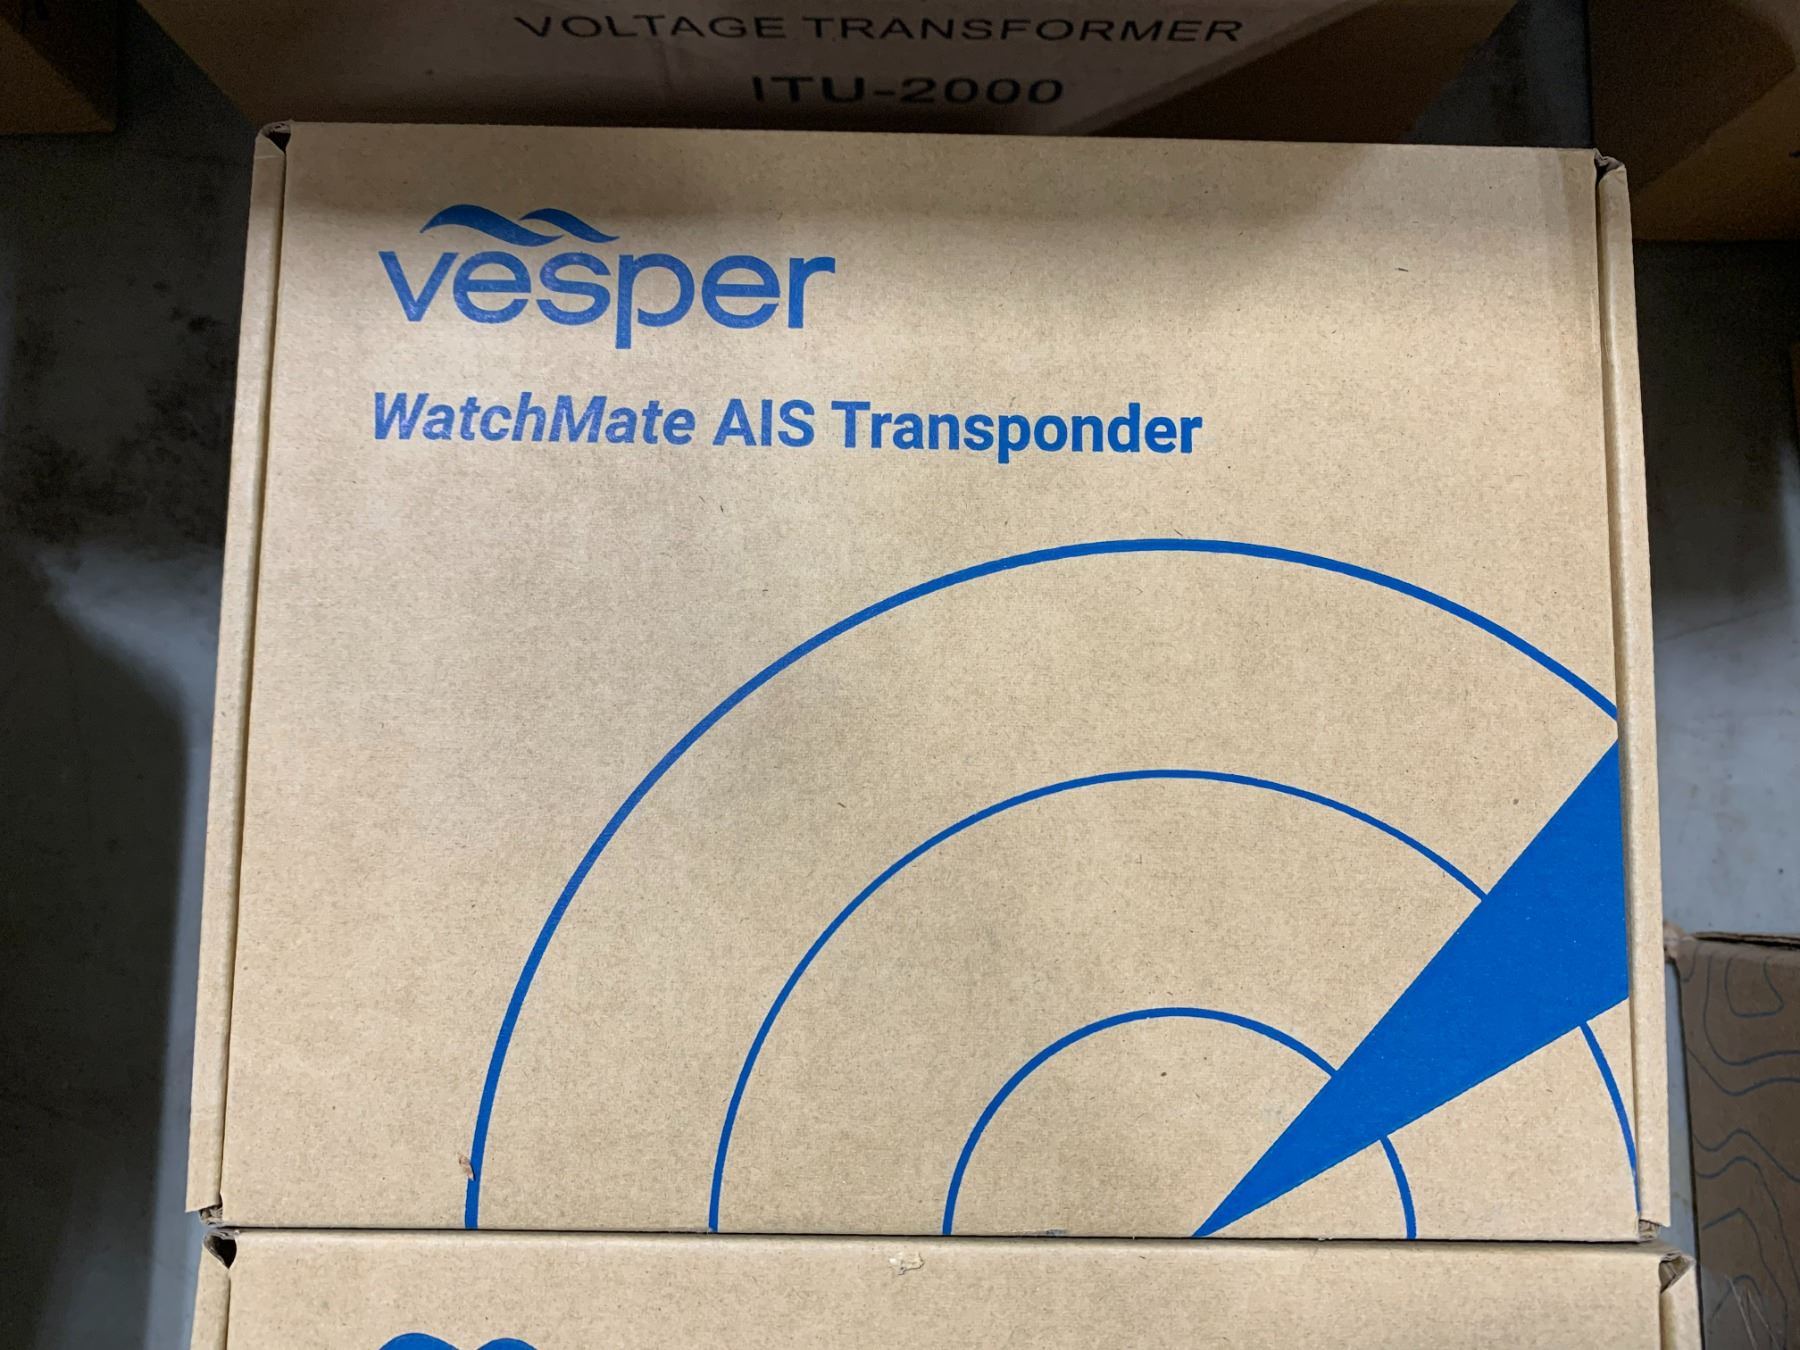 VOLTAGE TRANSFORMER
ITU-2000
vesper
WatchMate AIS Transponder